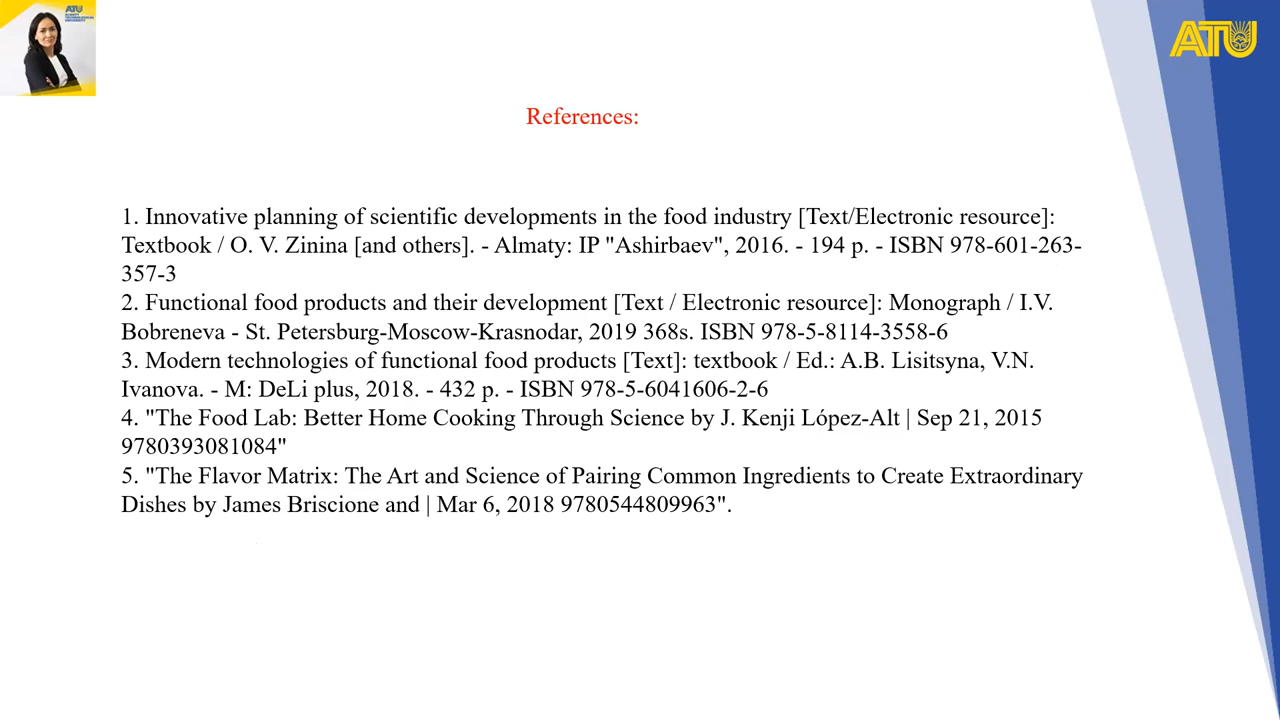 ATU
ALMATY
TECHNOLOGICAL
UNIVERSITY
ATU
References:
1. Innovative planning of scientific developments in the food industry [Text/Electronic resource]:
Textbook / O. V. Zinina [and others]. - Almaty: IP "Ashirbaev", 2016. - 194 p. - ISBN 978-601-263-
357-3
2. Functional food products and their development [Text / Electronic resource]: Monograph / I.V.
Bobreneva - St. Petersburg-Moscow-Krasnodar, 2019 368s. ISBN 978-5-8114-3558-6
3. Modern technologies of functional food products [Text]: textbook / Ed.: A.B. Lisitsyna, V.N.
Ivanova. - M: DeLi plus, 2018. - 432 p. - ISBN 978-5-6041606-2-6
4. "The Food Lab: Better Home Cooking Through Science by J. Kenji López-Alt | Sep 21, 2015
9780393081084"
5. "The Flavor Matrix: The Art and Science of Pairing Common Ingredients to Create Extraordinary
Dishes by James Briscione and | Mar 6, 2018 9780544809963".